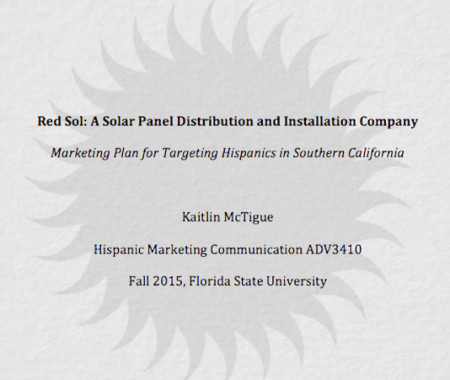 Red Sol: A Solar Panel Distribution and Installation Company
Marketing Plan for Targeting Hispanics in Southern California
Kaitlin McTigue
Hispanic Marketing Communication ADV3410
Fall 2015, Florida State University